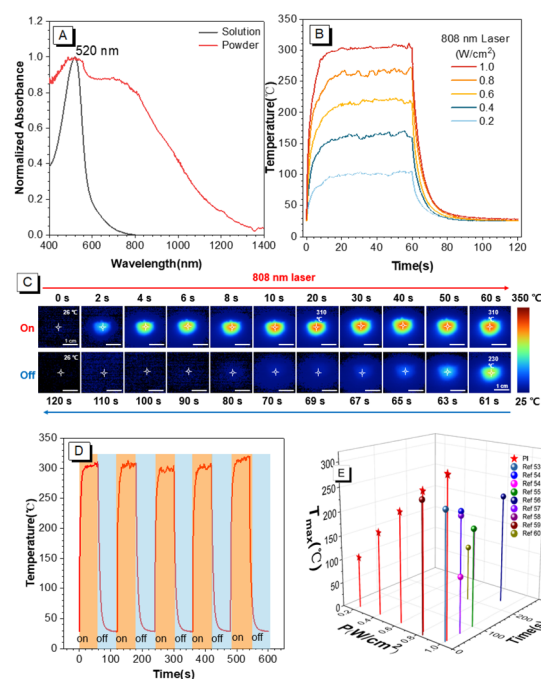 A
520 nm
Solution
Powder
Normalized Absorbance
1.0
0.8
0.6
0.4
0.2
0.0
400 600 800 1000 1200 1400
Wavelength(nm)
B
808 nm Laser
(W/cm²)
1.0
0.8
0.6
0.4
0.2
Temperature(℃)
350
300
250
200
150
100
50
0
0 20 40 60 80 100 120
Time(s)
C
808 nm laser
0 s 2 s 4 s 6 s 8 s 10 s 20 s 30 s 40 s 50 s 60 s
350 ℃
On
26 ℃
310
310
1 cm
Off
26 ℃
230
1 cm
120 s 110 s 100 s 90 s 80 s 70 s 69 s 67 s 65 s 63 s 61 s
25 ℃
D
Temperature(℃)
350
300
250
200
150
100
50
0
on off on off on off on off on off
0 100 200 300 400 500 600
Time(s)
E
PI
Ref 53
Ref 54
Ref 54
Ref 55
Ref 56
Ref 57
Ref 58
Ref 59
Ref 60
Tmax(℃)
300
250
200
150
100
50
0
0.2
0.4
0.6
0.8
1.0
P(W/cm²)
0
100
200
Time(s)